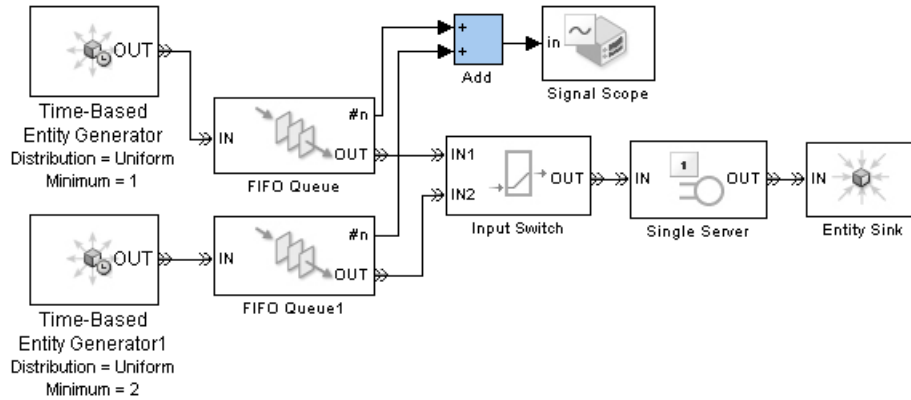 OUT
Time-Based
Entity Generator
Distribution = Uniform
Minimum = 1
IN
#n
OUT
FIFO Queue
+
+
Add
in
Signal Scope
IN1
IN2
OUT
Input Switch
IN
1
OUT
Single Server
IN
Entity Sink
OUT
Time-Based
Entity Generator1
Distribution = Uniform
Minimum = 2
IN
#n
OUT
FIFO Queue1